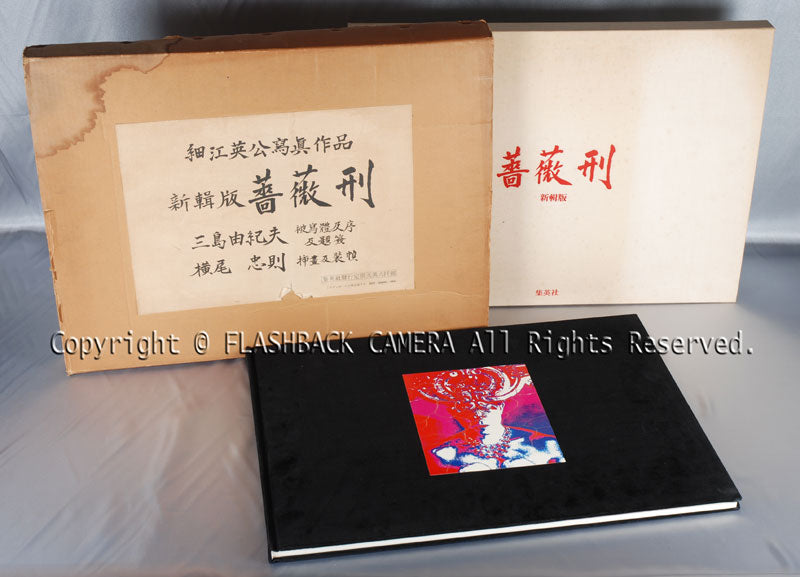 細江英公寫眞作品
新輯版 薔薇刑
三島由紀夫 被寫體及序及題簽
横尾 忠則 挿畫及装幀
薔薇刑
新輯版
集英社
Copyright © FLASHBACK CAMERA All Rights Reserved.